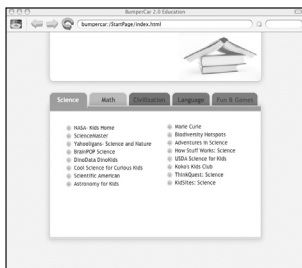 BumperCar 2.0 Education
bumpercar:/StartPage/index.html
Science Math Civilization Language Fun & Games
NASA- Kids Home
ScienceMaster
Yahooligans- Science and Nature
BrainPOP Science
DinoData DinoKids
Cool Science for Curious Kids
Scientific American
Astronomy for Kids
Marie Curie
Biodiversity Hotspots
Adventures in Science
How Stuff Works: Science
USDA Science for Kids
Koko's Kids Club
ThinkQuest: Science
KidSites: Science